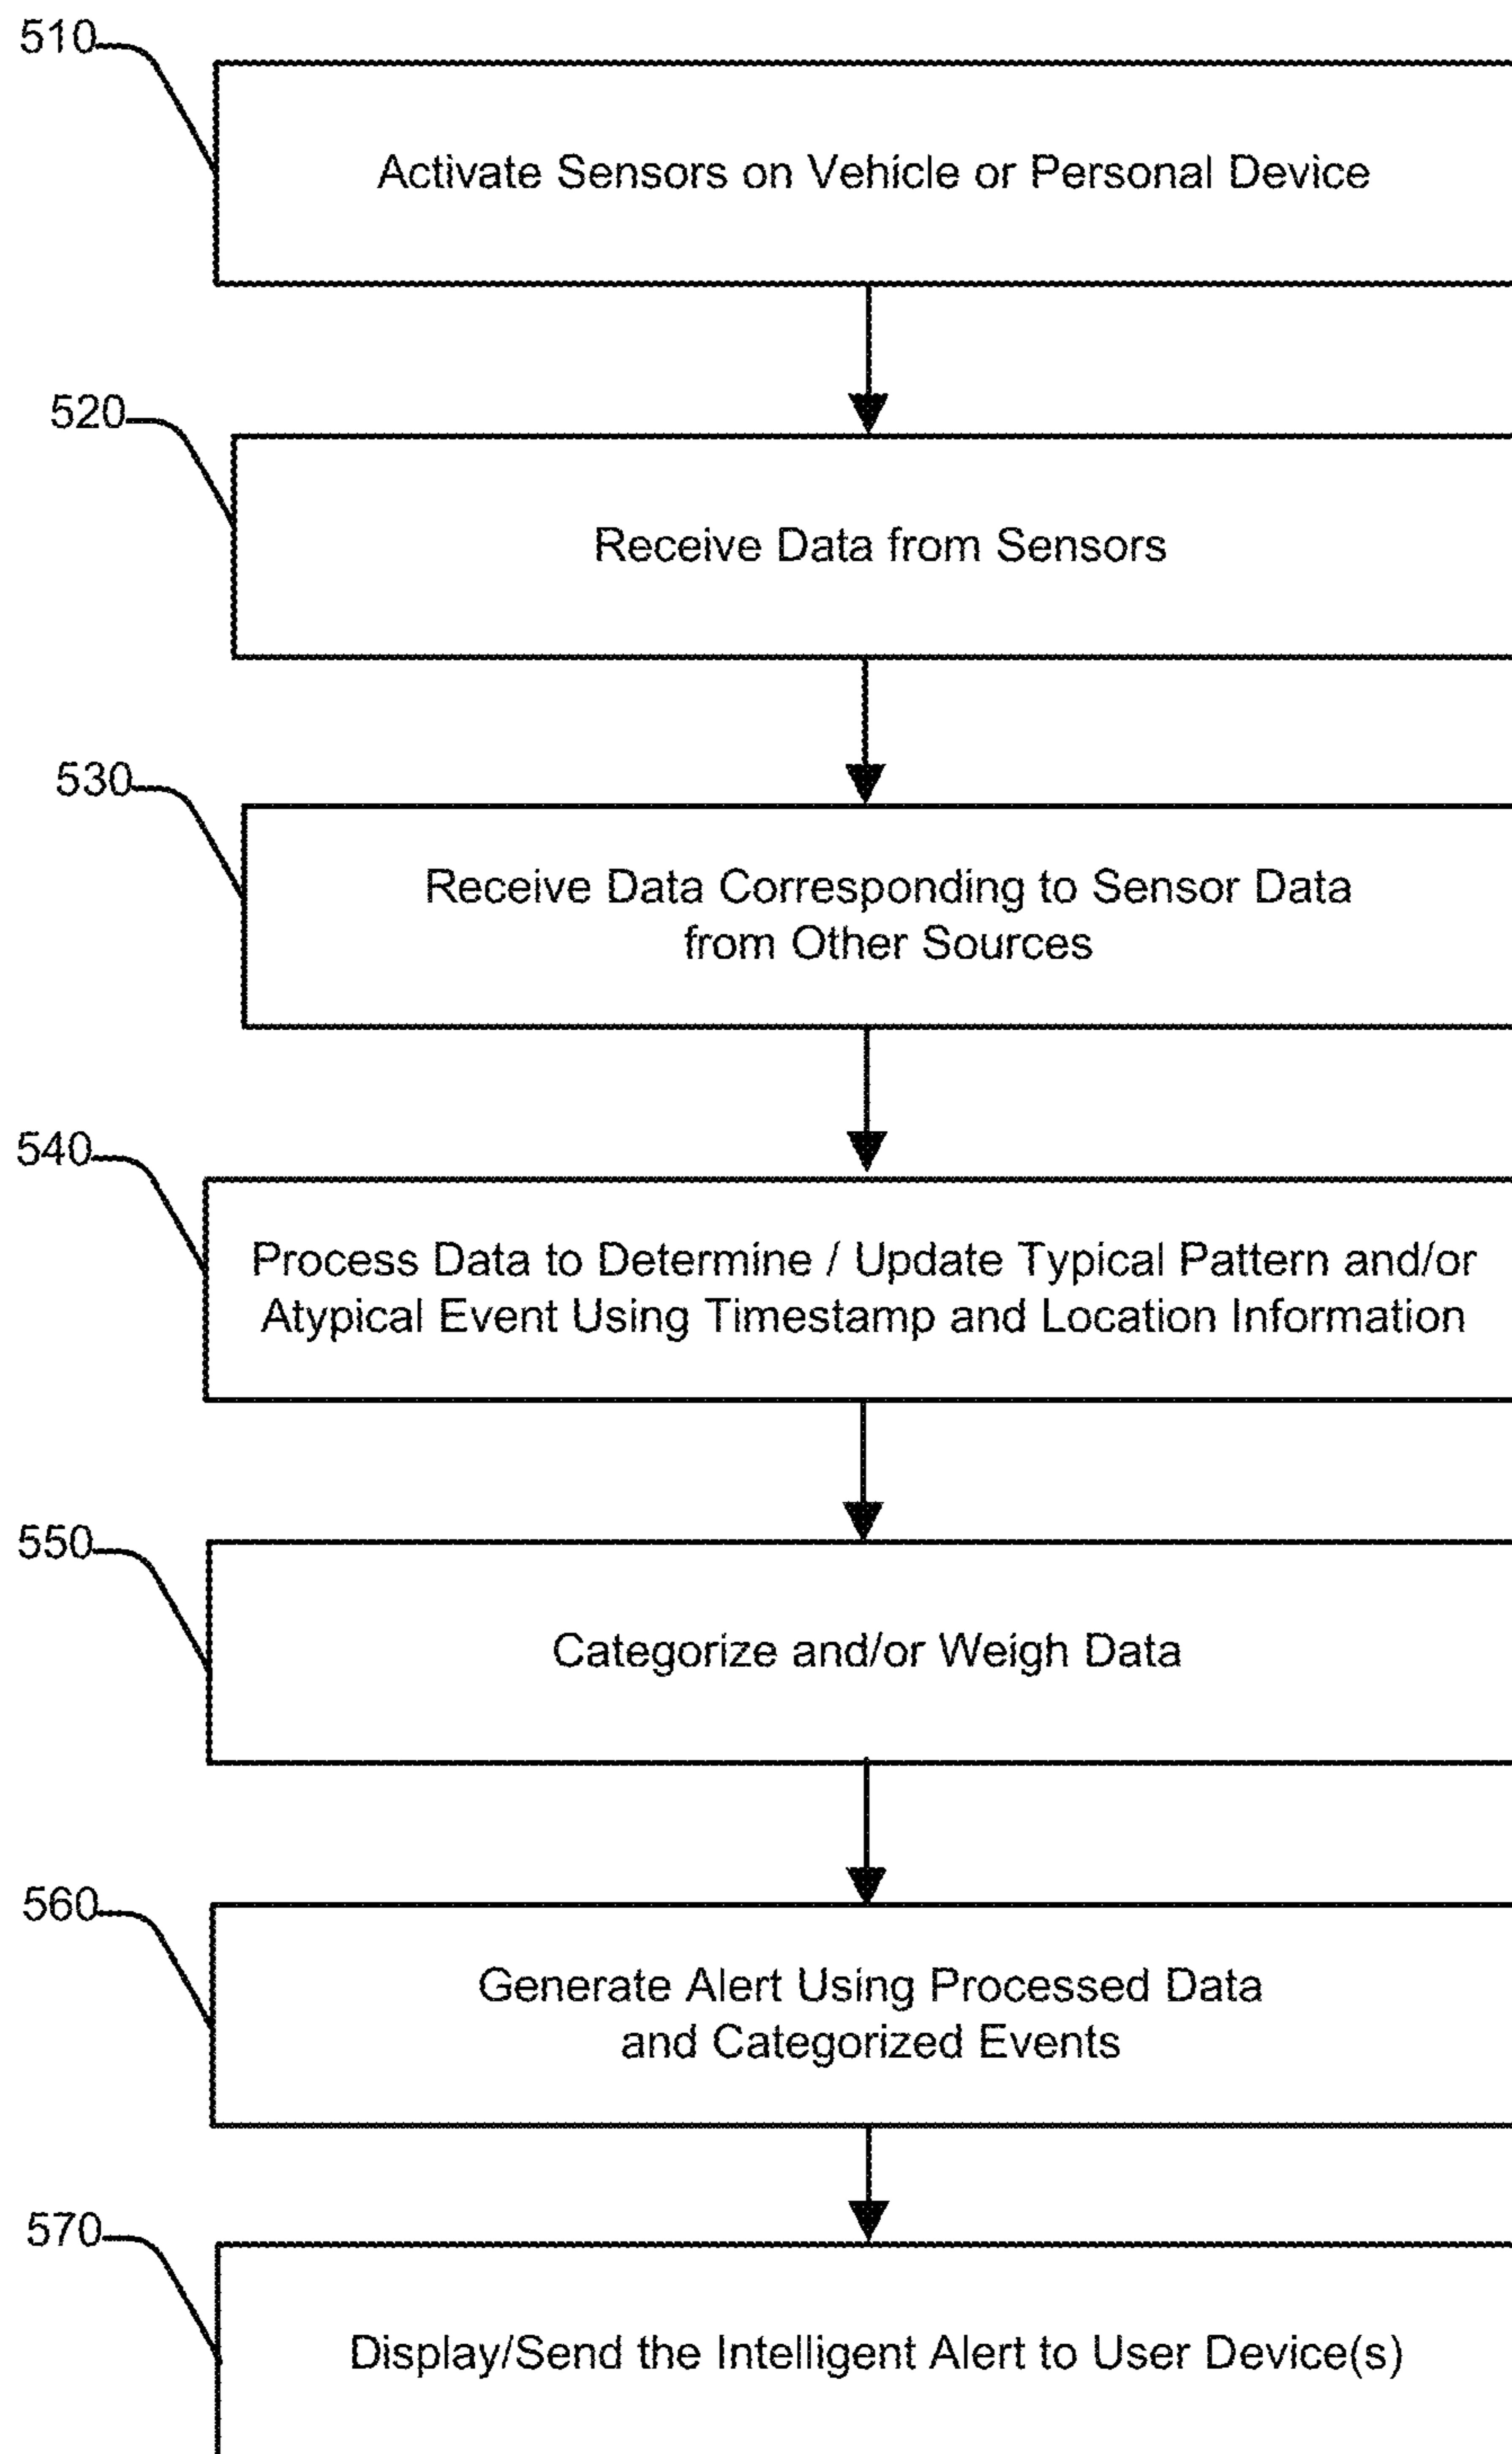 510
Activate Sensors on Vehicle or Personal Device
520
Receive Data from Sensors
530
Receive Data Corresponding to Sensor Data
from Other Sources
540
Process Data to Determine / Update Typical Pattern and/or
Atypical Event Using Timestamp and Location Information
550
Categorize and/or Weigh Data
560
Generate Alert Using Processed Data
and Categorized Events
570
Display/Send the Intelligent Alert to User Device(s)